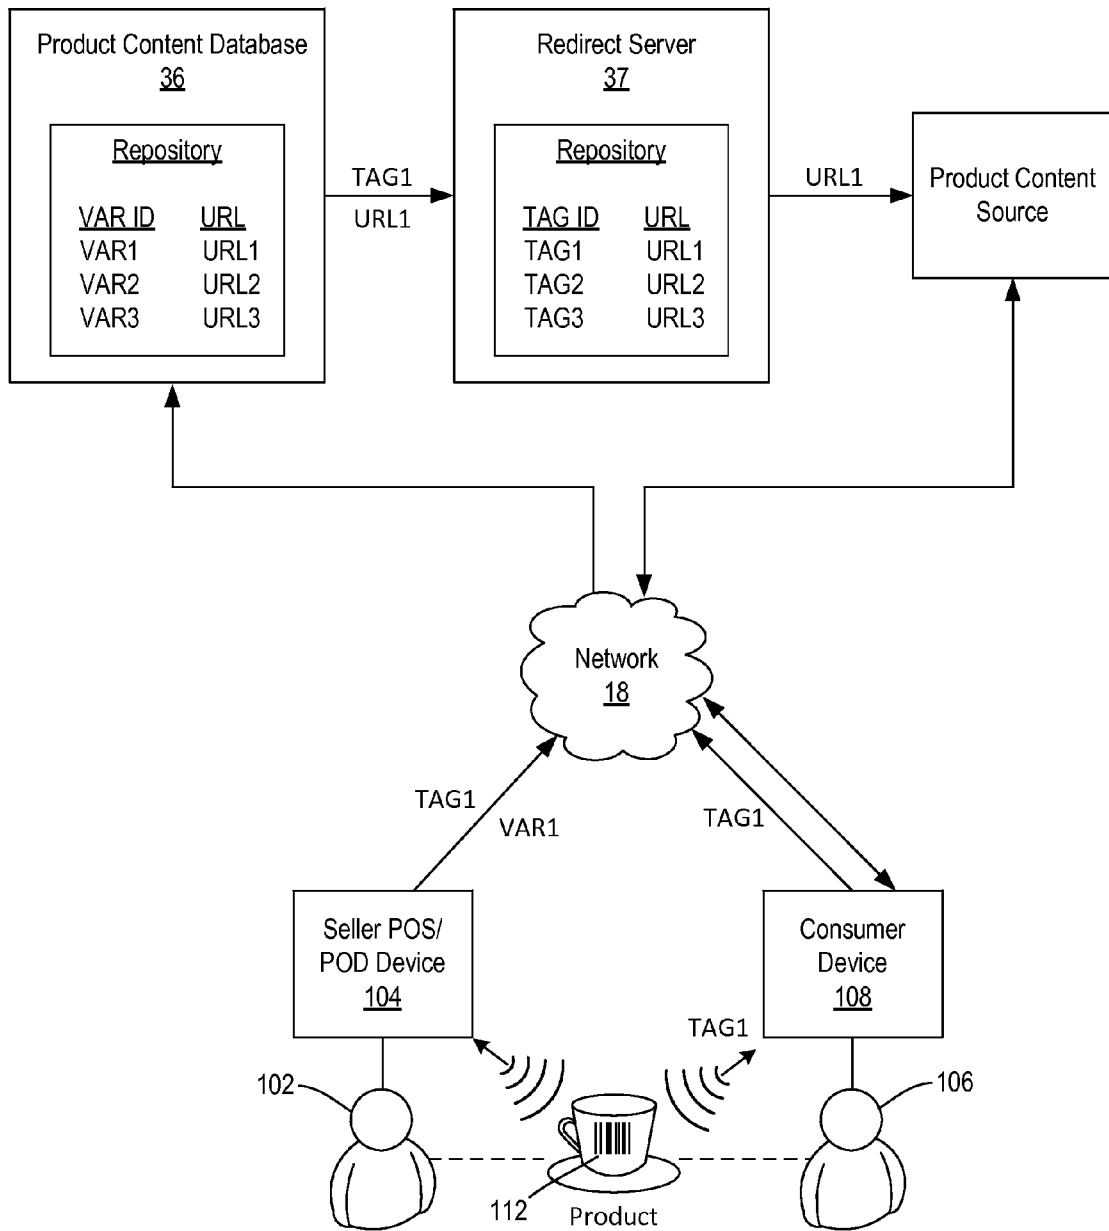 Product Content Database
36
Repository
VAR ID URL
VAR1 URL1
VAR2 URL2
VAR3 URL3
TAG1
URL1
Redirect Server
37
Repository
TAG ID URL
TAG1 URL1
TAG2 URL2
TAG3 URL3
URL1
Product Content
Source
Network
18
TAG1
VAR1
TAG1
Seller POS/
POD Device
104
Consumer
Device
108
TAG1
102
106
112
Product